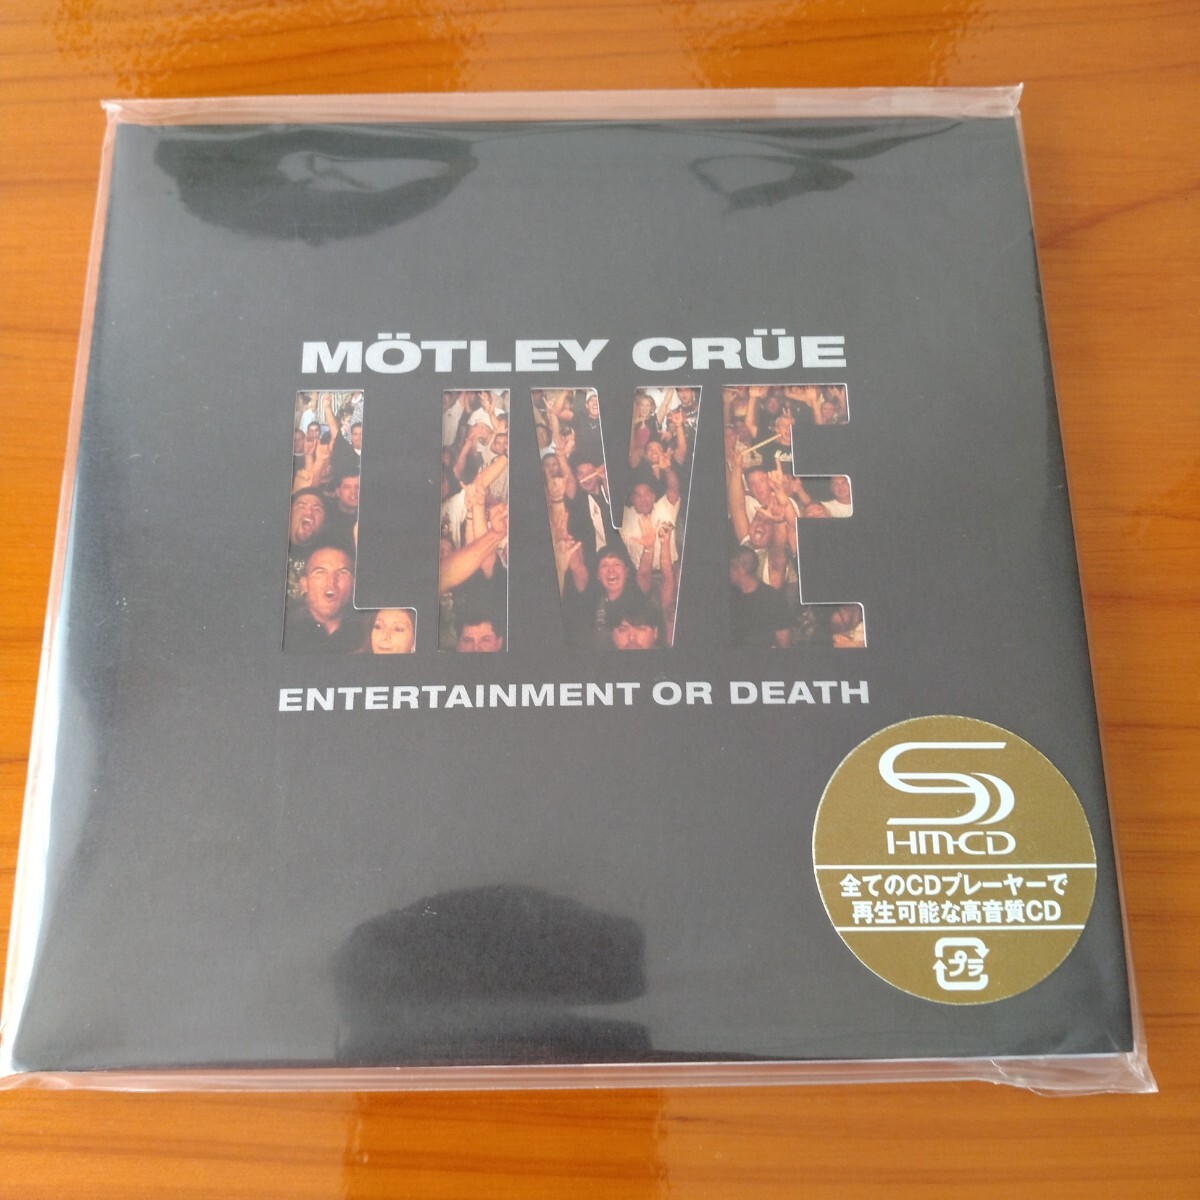 MÖTLEY CRÜE
LIVE
ENTERTAINMENT OR DEATH
SHM-CD
全てのCDプレーヤーで
再生可能な高音質CD
プラ